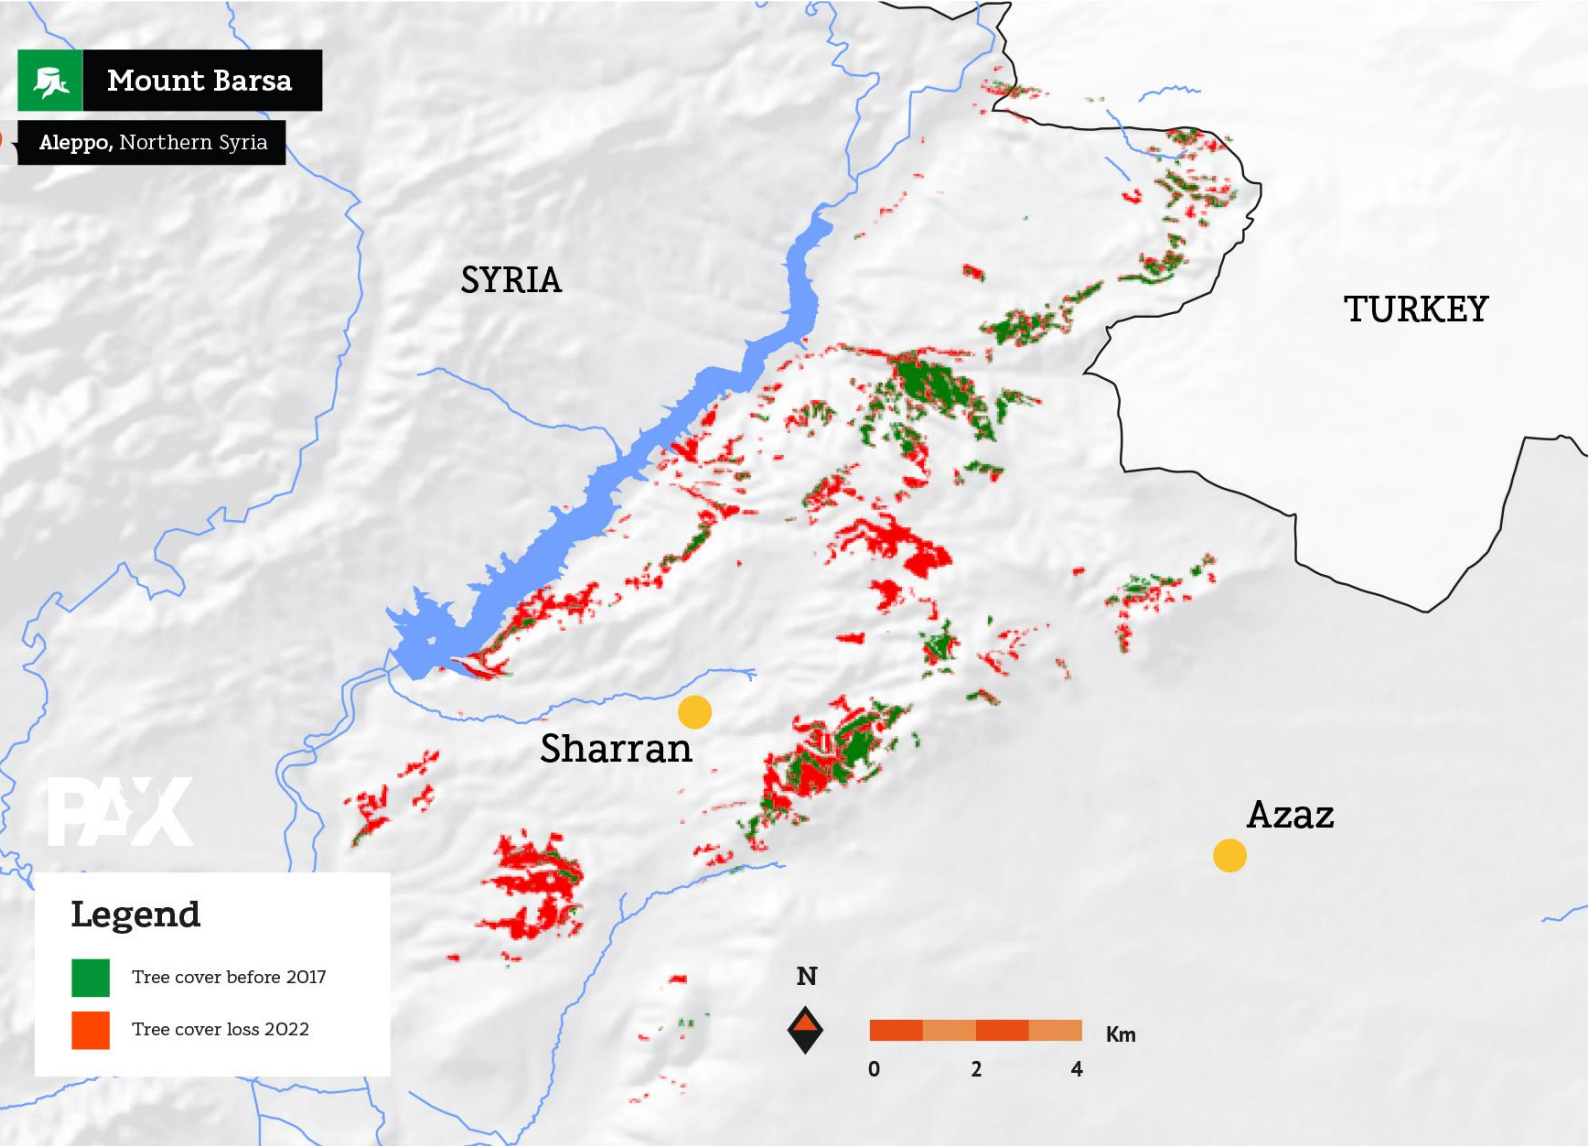 Mount Barsa
Aleppo, Northern Syria
SYRIA
TURKEY
Sharran
Azaz
PAX
Legend
Tree cover before 2017
Tree cover loss 2022
N
Km
0 2 4